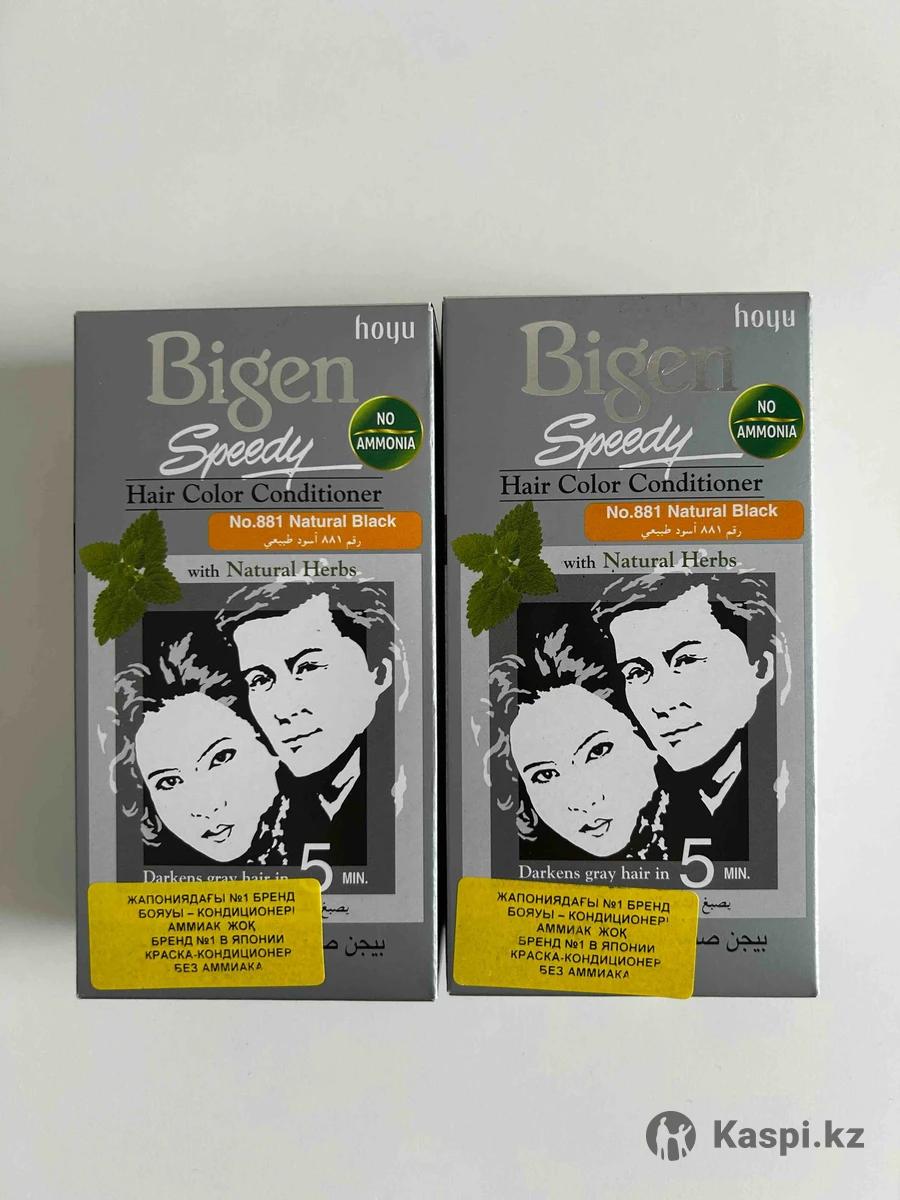 hoyu
Bigen
Speedy
NO
AMMONIA
Hair Color Conditioner
No.881 Natural Black
رقم ٨٨١ أسود طبيعي
with Natural Herbs
Darkens gray hair in 5 MIN.
يصبغ
بيجن
ЖАПОНИЯДАҒЫ №1 БРЕНД
БОЯУЫ – КОНДИЦИОНЕРІ
АММИАК ЖОҚ
БРЕНД №1 В ЯПОНИИ
КРАСКА-КОНДИЦИОНЕР
БЕЗ АММИАКА
hoyu
Bigen
Speedy
NO
AMMONIA
Hair Color Conditioner
No.881 Natural Black
رقم ٨٨١ أسود طبيعي
with Natural Herbs
Darkens gray hair in 5 MIN.
يصبغ
بيجن
ЖАПОНИЯДАҒЫ №1 БРЕНД
БОЯУЫ – КОНДИЦИОНЕРІ
АММИАК ЖОҚ
БРЕНД №1 В ЯПОНИИ
КРАСКА-КОНДИЦИОНЕР
БЕЗ АММИАКА
Kaspi.kz